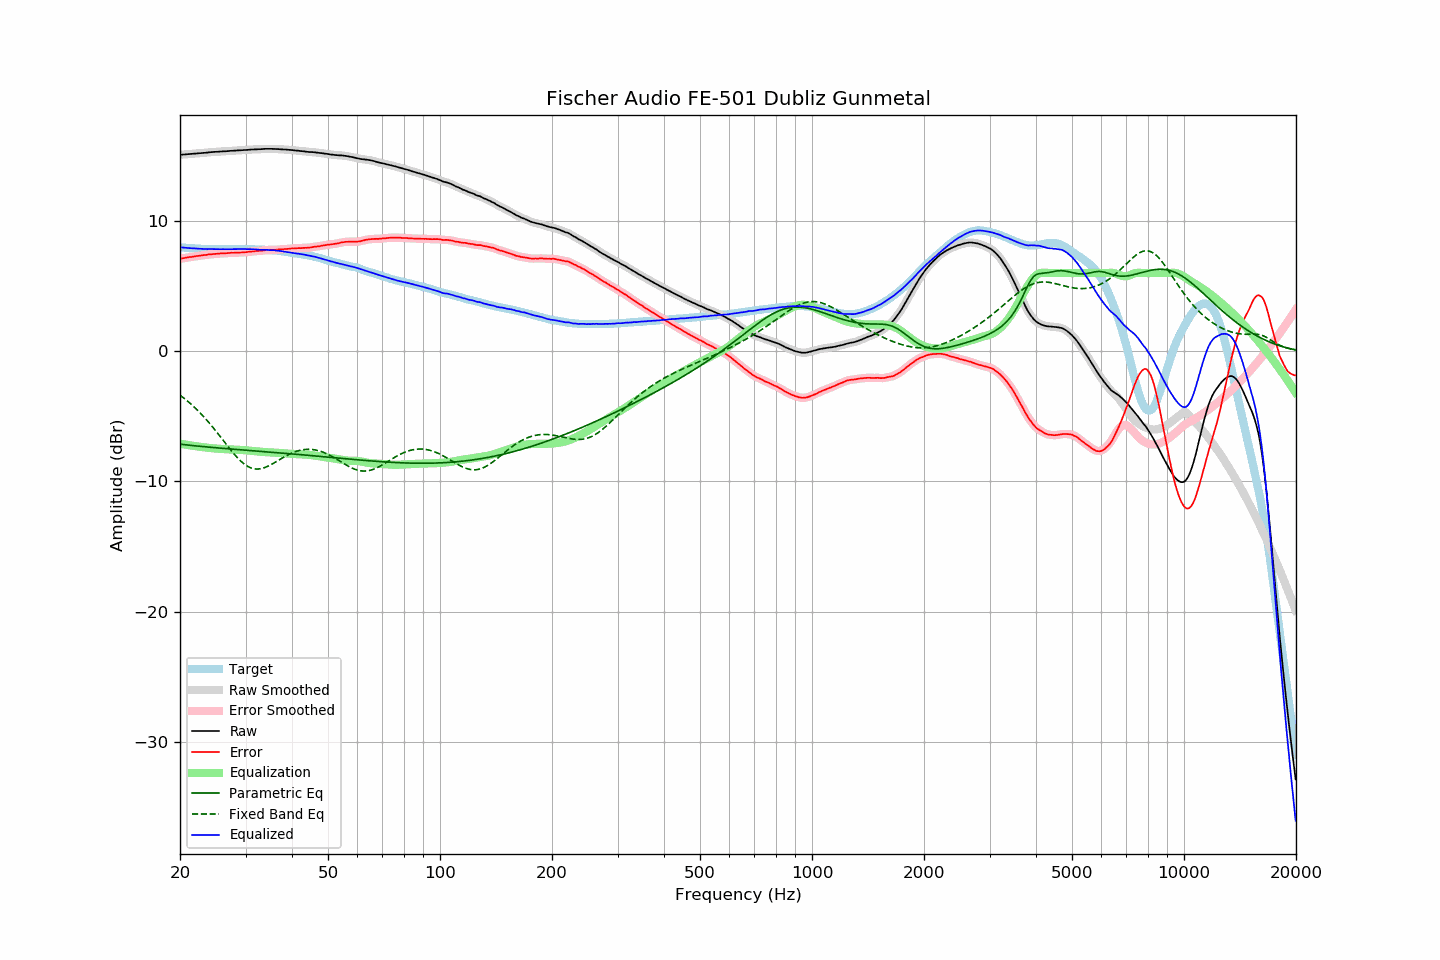 Fischer Audio FE-501 Dubliz Gunmetal
Amplitude (dBr)
10
0
−10
−20
−30
Target
Raw Smoothed
Error Smoothed
Raw
Error
Equalization
Parametric Eq
Fixed Band Eq
Equalized
20 50 100 200 500 1000 2000 5000 10000 20000
Frequency (Hz)